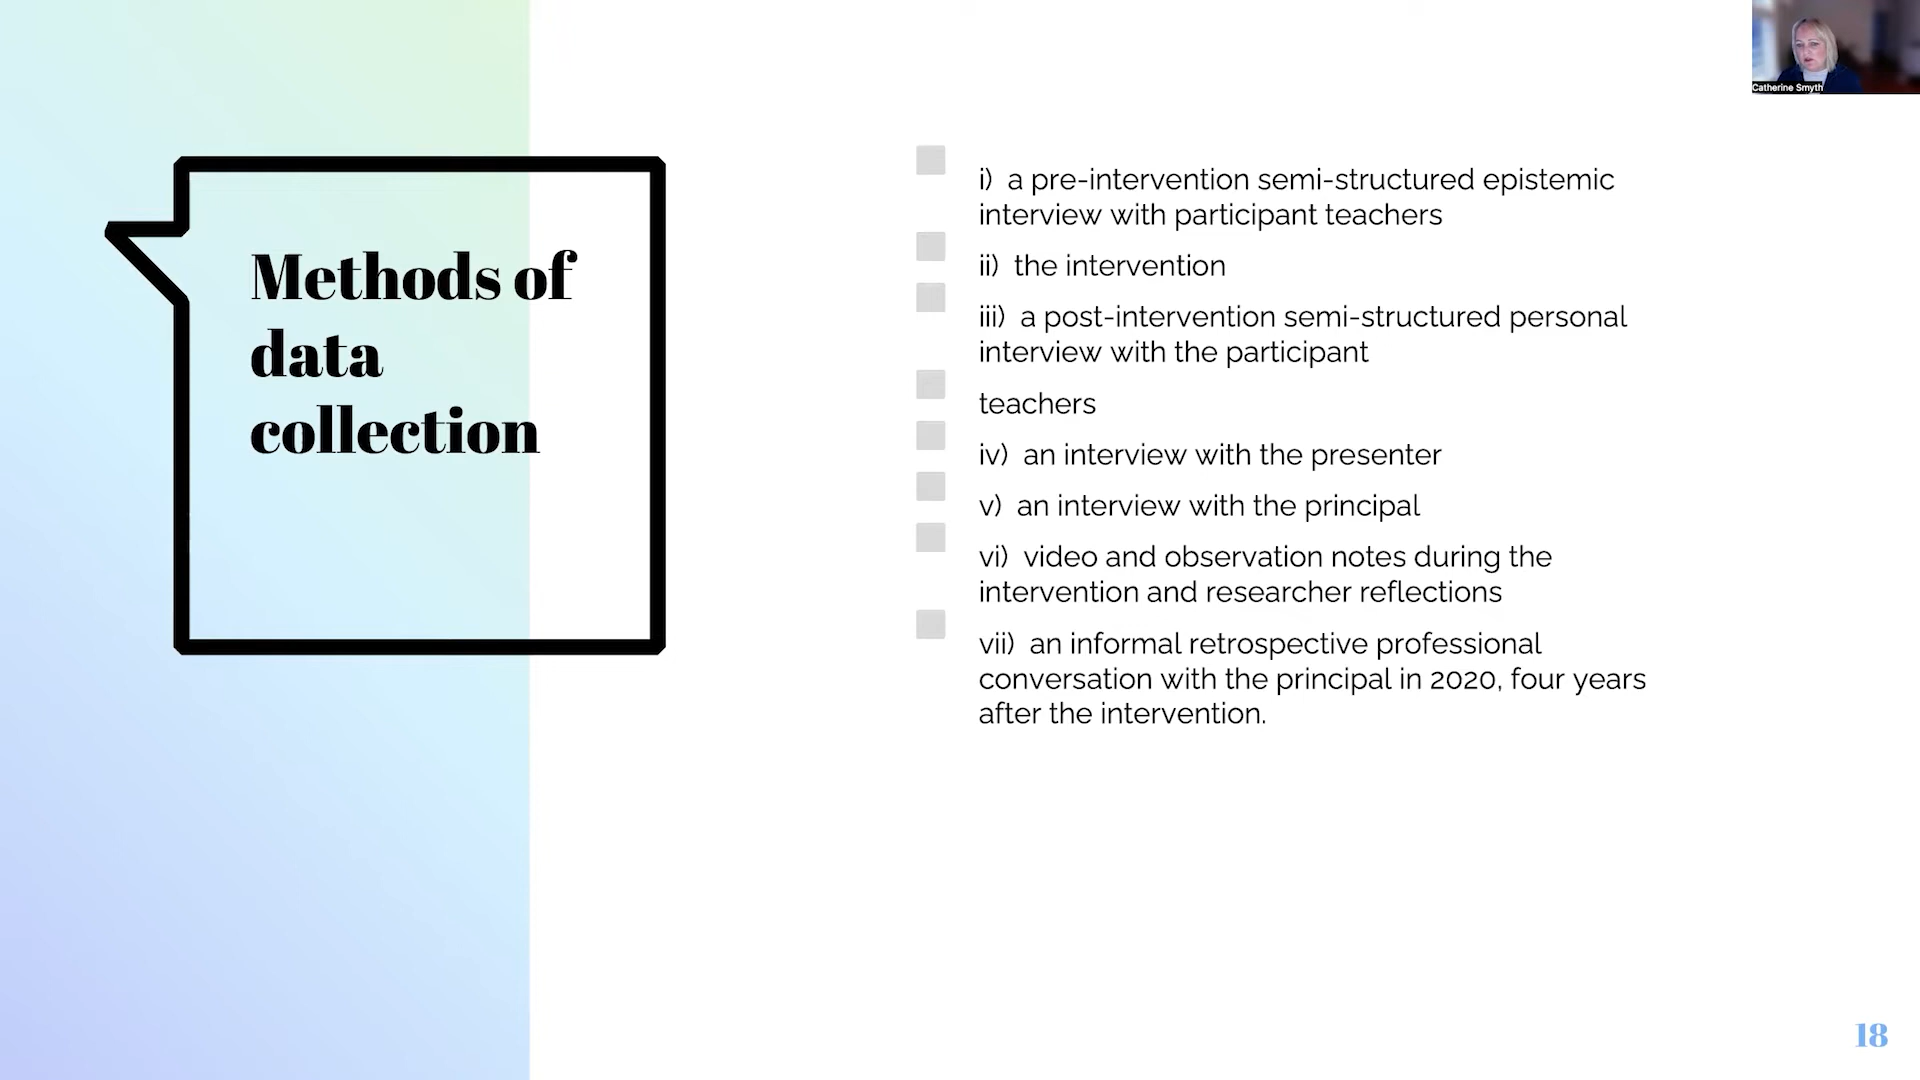 Catherine Smyth
Methods of
data
collection
i) a pre-intervention semi-structured epistemic
interview with participant teachers
ii) the intervention
iii) a post-intervention semi-structured personal
interview with the participant
teachers
iv) an interview with the presenter
v) an interview with the principal
vi) video and observation notes during the
intervention and researcher reflections
vii) an informal retrospective professional
conversation with the principal in 2020, four years
after the intervention.
18